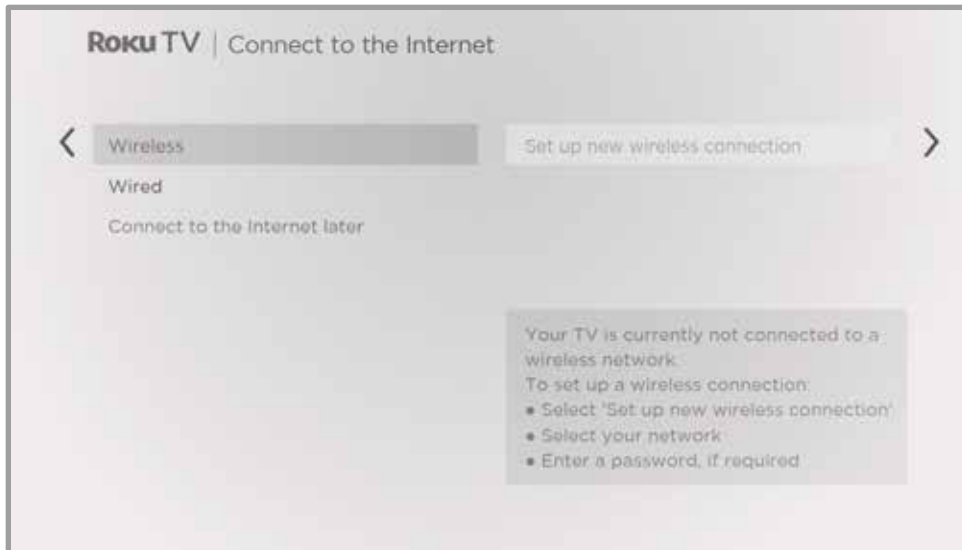 Roku TV | Connect to the Internet
Wireless
Set up new wireless connection
Wired
Connect to the Internet later
Your TV is currently not connected to a
wireless network.
To set up a wireless connection:
• Select 'Set up new wireless connection'
• Select your network
• Enter a password, if required